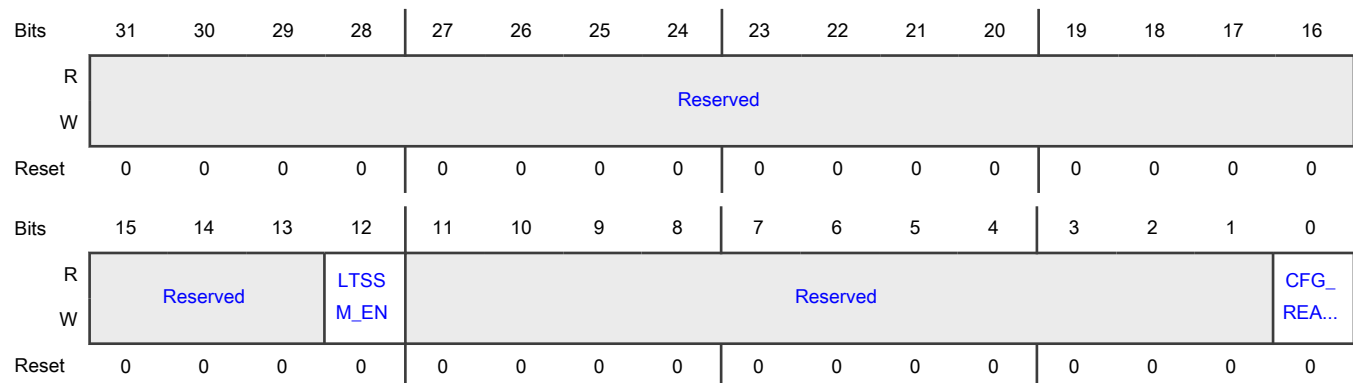 Bits 31 30 29 28 27 26 25 24 23 22 21 20 19 18 17 16
R
Reserved
W
Reset 0 0 0 0 0 0 0 0 0 0 0 0 0 0 0 0
Bits 15 14 13 12 11 10 9 8 7 6 5 4 3 2 1 0
R LTSS CFG_
Reserved Reserved
W M_EN REA...
Reset 0 0 0 0 0 0 0 0 0 0 0 0 0 0 0 0